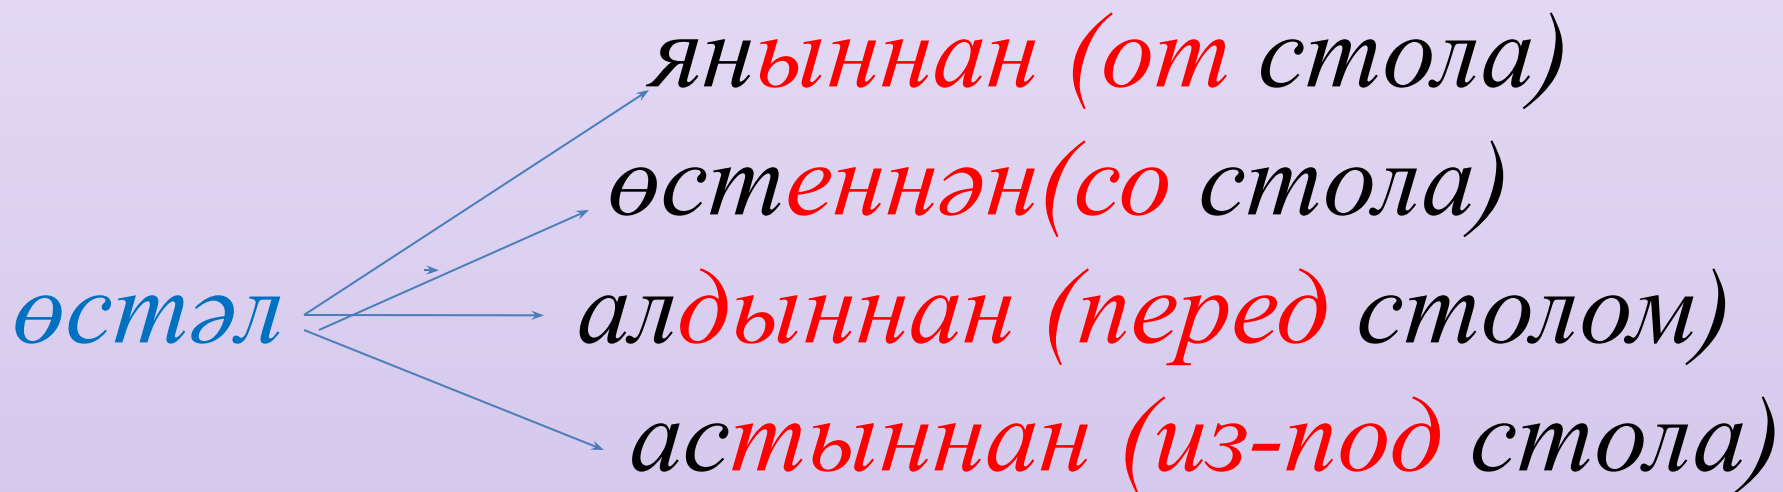 яныннан (от стола)
өстеннән(со стола)
өстәл алдыннан (перед столом)
астыннан (из-под стола)